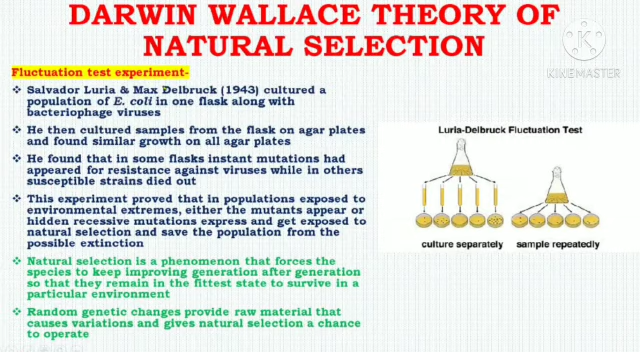 DARWIN WALLACE THEORY OF
NATURAL SELECTION
KINEMASTER
Fluctuation test experiment-
❖ Salvador Luria & Max Delbruck (1943) cultured a
population of E. coli in one flask along with
bacteriophage viruses
❖ He then cultured samples from the flask on agar plates
and found similar growth on all agar plates
❖ He found that in some flasks instant mutations had
appeared for resistance against viruses while in others
susceptible strains died out
❖ This experiment proved that in populations exposed to
environmental extremes, either the mutants appear or
hidden recessive mutations express and get exposed to
natural selection and save the population from the
possible extinction
❖ Natural selection is a phenomenon that forces the
species to keep improving generation after generation
so that they remain in the fittest state to survive in a
particular environment
❖ Random genetic changes provide raw material that
causes variations and gives natural selection a chance
to operate
Luria-Delbruck Fluctuation Test
culture separately sample repeatedly